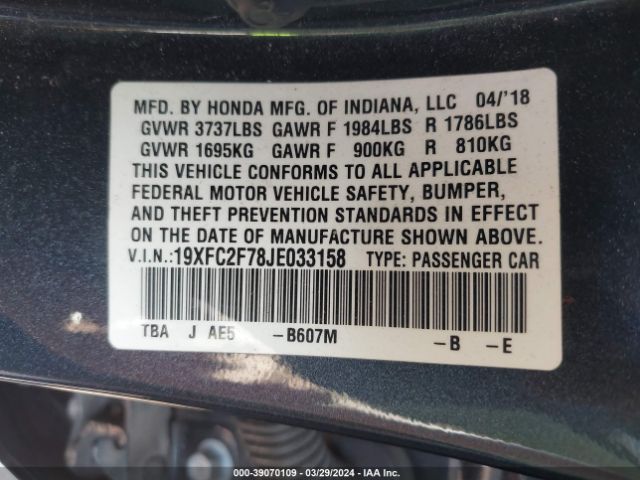 MFD. BY HONDA MFG. OF INDIANA, LLC 04/'18
GVWR 3737LBS GAWR F 1984LBS R 1786LBS
GVWR 1695KG GAWR F 900KG R 810KG
THIS VEHICLE CONFORMS TO ALL APPLICABLE
FEDERAL MOTOR VEHICLE SAFETY, BUMPER,
AND THEFT PREVENTION STANDARDS IN EFFECT
ON THE DATE OF MANUFACTURE SHOWN ABOVE.
V.I.N.:19XFC2F78JE033158 TYPE: PASSENGER CAR
TBA J AE5 -B607M -B -E
000-39070109 - 03/29/2024 - IAA Inc.